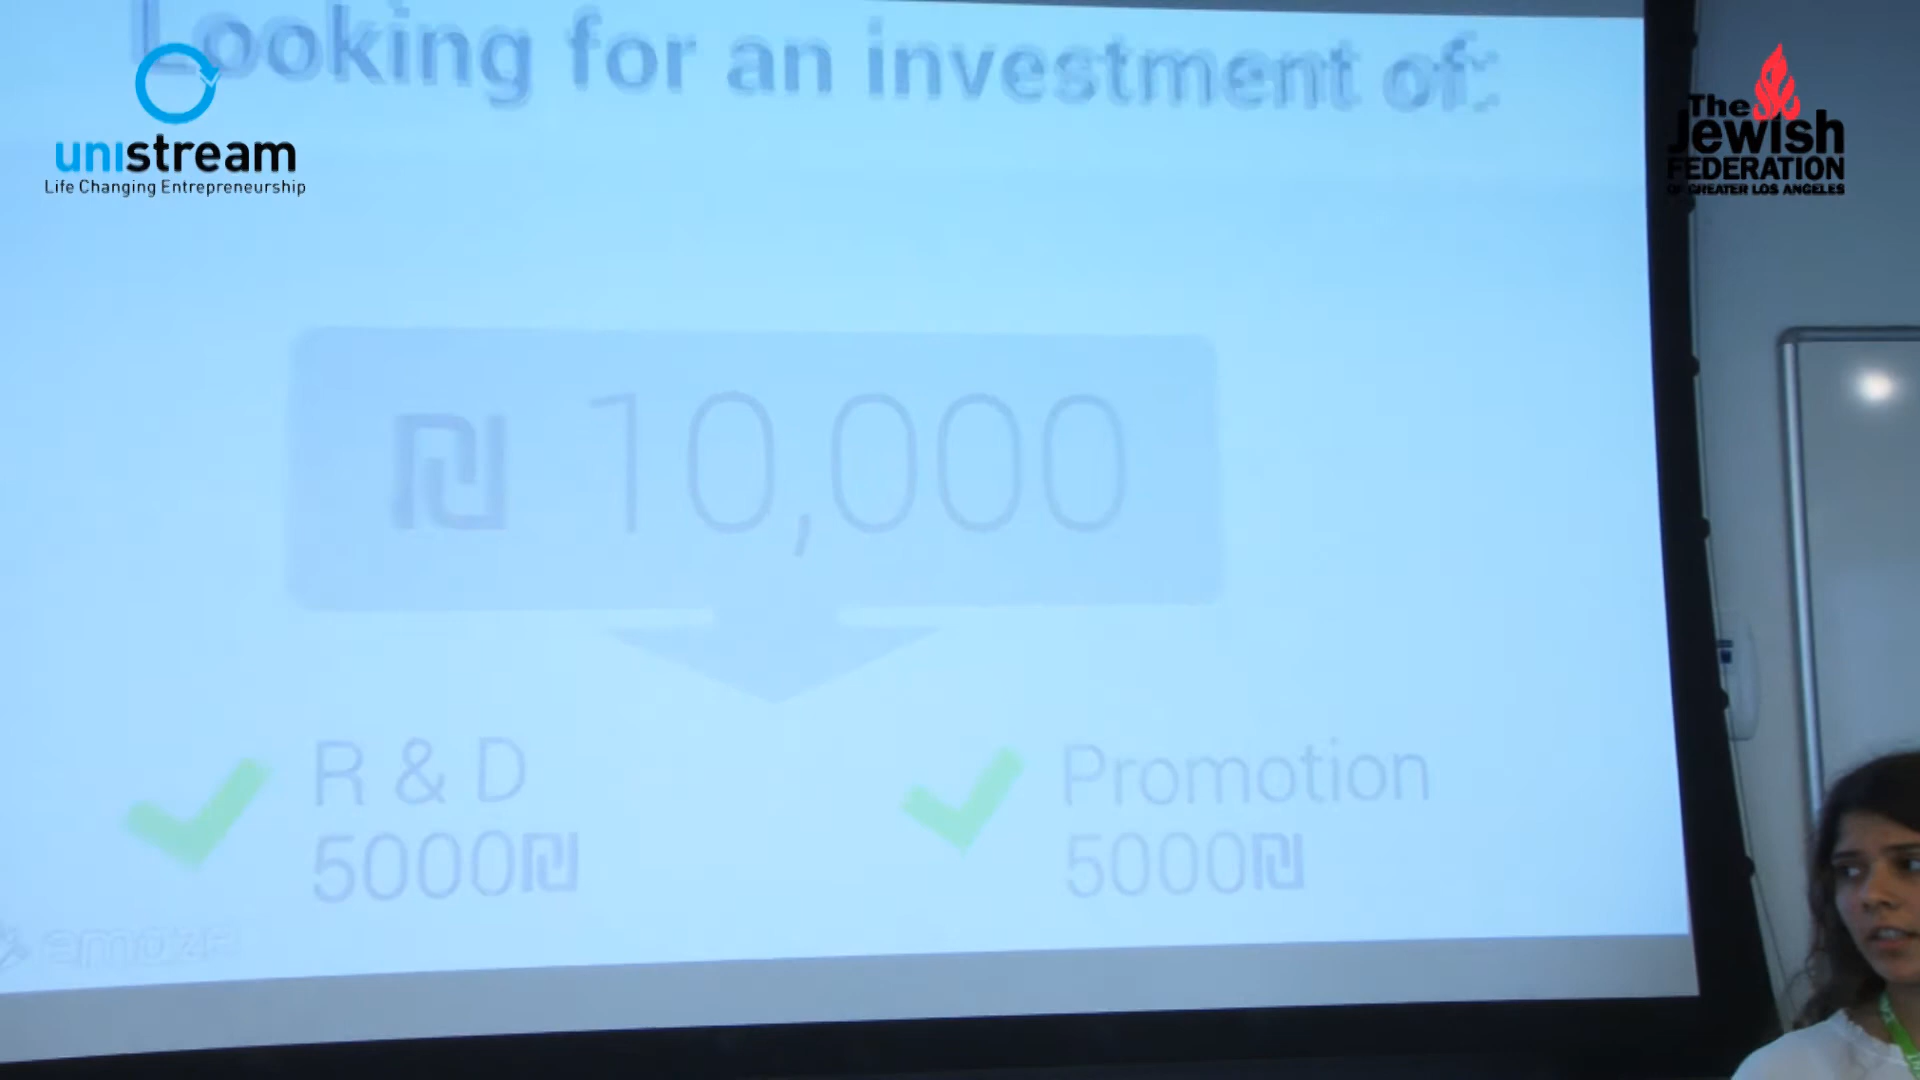 Looking for an investment of:
unistream
Life Changing Entrepreneurship
The
Jewish
FEDERATION
OF GREATER LOS ANGELES
₪ 10,000
R & D
5000₪
Promotion
5000₪
emaze